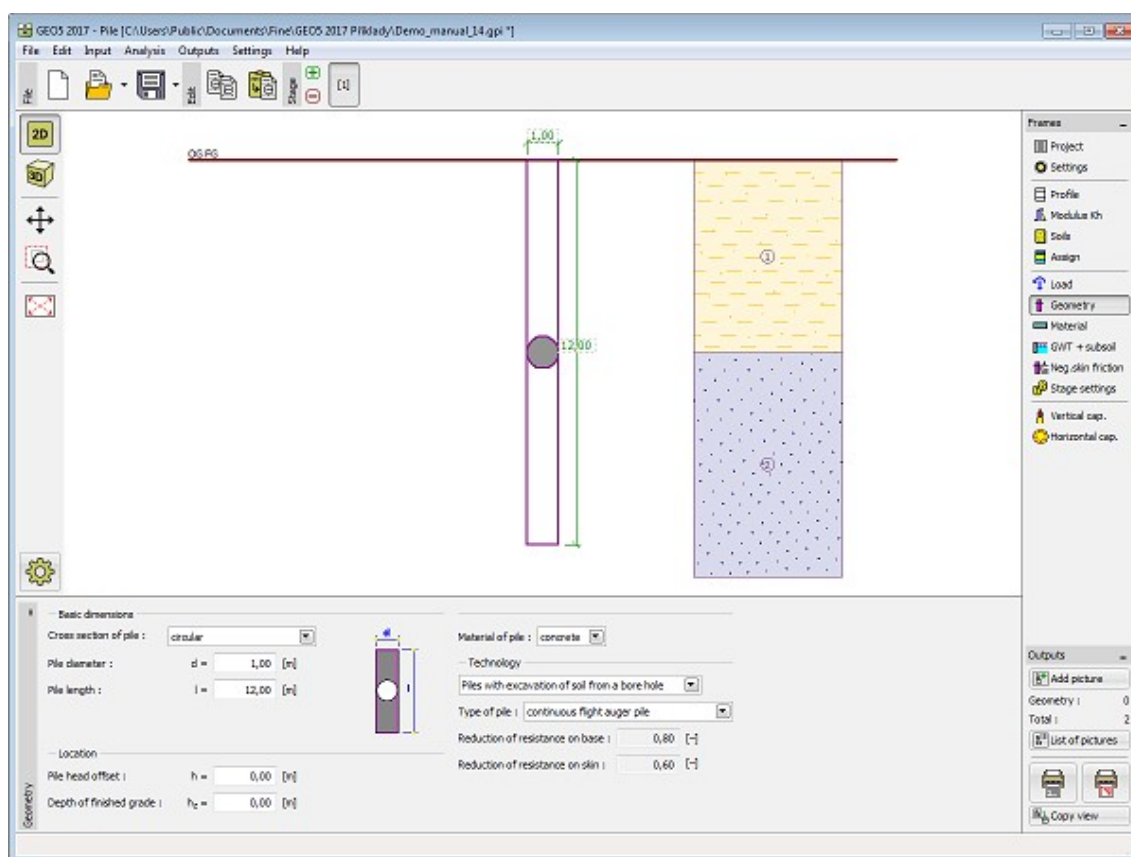 GEO5 2017 - Pile [C:\Users\Public\Documents\Fine\GEO5 2017 Příklady\Demo_manual_14.gpi *]
File Edit Input Analysis Outputs Settings Help
File
Edit
Stage
[1]
2D
3D
OG FG
1,00
12,00
1
2
Frames
Project
Settings
Profile
Modulus Kh
Soils
Assign
Load
Geometry
Material
GWT + subsoil
Neg.skin friction
Stage settings
Vertical cap.
Horizontal cap.
Geometry
Basic dimensions
Cross section of pile : circular
Pile diameter : d = 1,00 [m]
Pile length : l = 12,00 [m]
Location
Pile head offset : h = 0,00 [m]
Depth of finished grade : hz = 0,00 [m]
d
l
Material of pile : concrete
Technology
Piles with excavation of soil from a bore hole
Type of pile : continuous flight auger pile
Reduction of resistance on base : 0,80 [–]
Reduction of resistance on skin : 0,60 [–]
Outputs
Add picture
Geometry : 0
Total : 2
List of pictures
Copy view